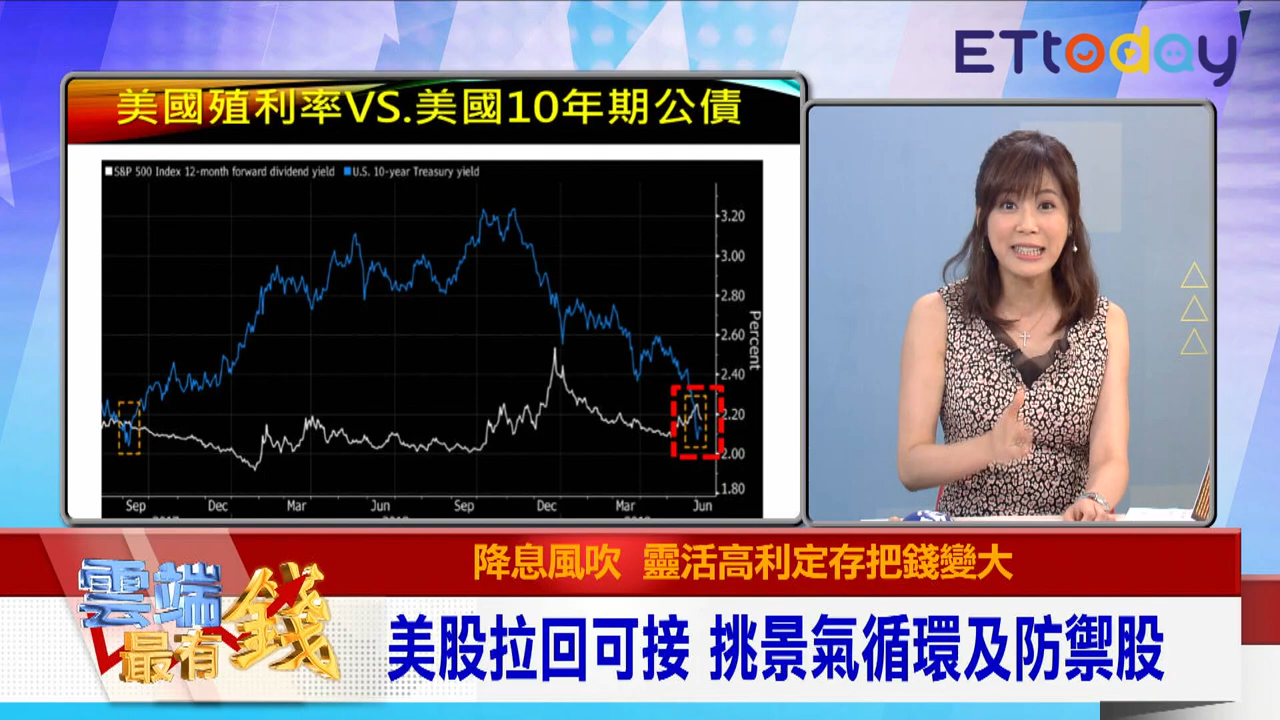 ETtoday
美國殖利率VS.美國10年期公債
S&P 500 Index 12-month forward dividend yield U.S. 10-year Treasury yield
3.20
3.00
2.80
2.60
2.40
2.20
2.00
1.80
Percent
Sep Dec Mar Jun Sep Dec Mar Jun
降息風吹 靈活高利定存把錢變大
雲端最有錢
美股拉回可接 挑景氣循環及防禦股